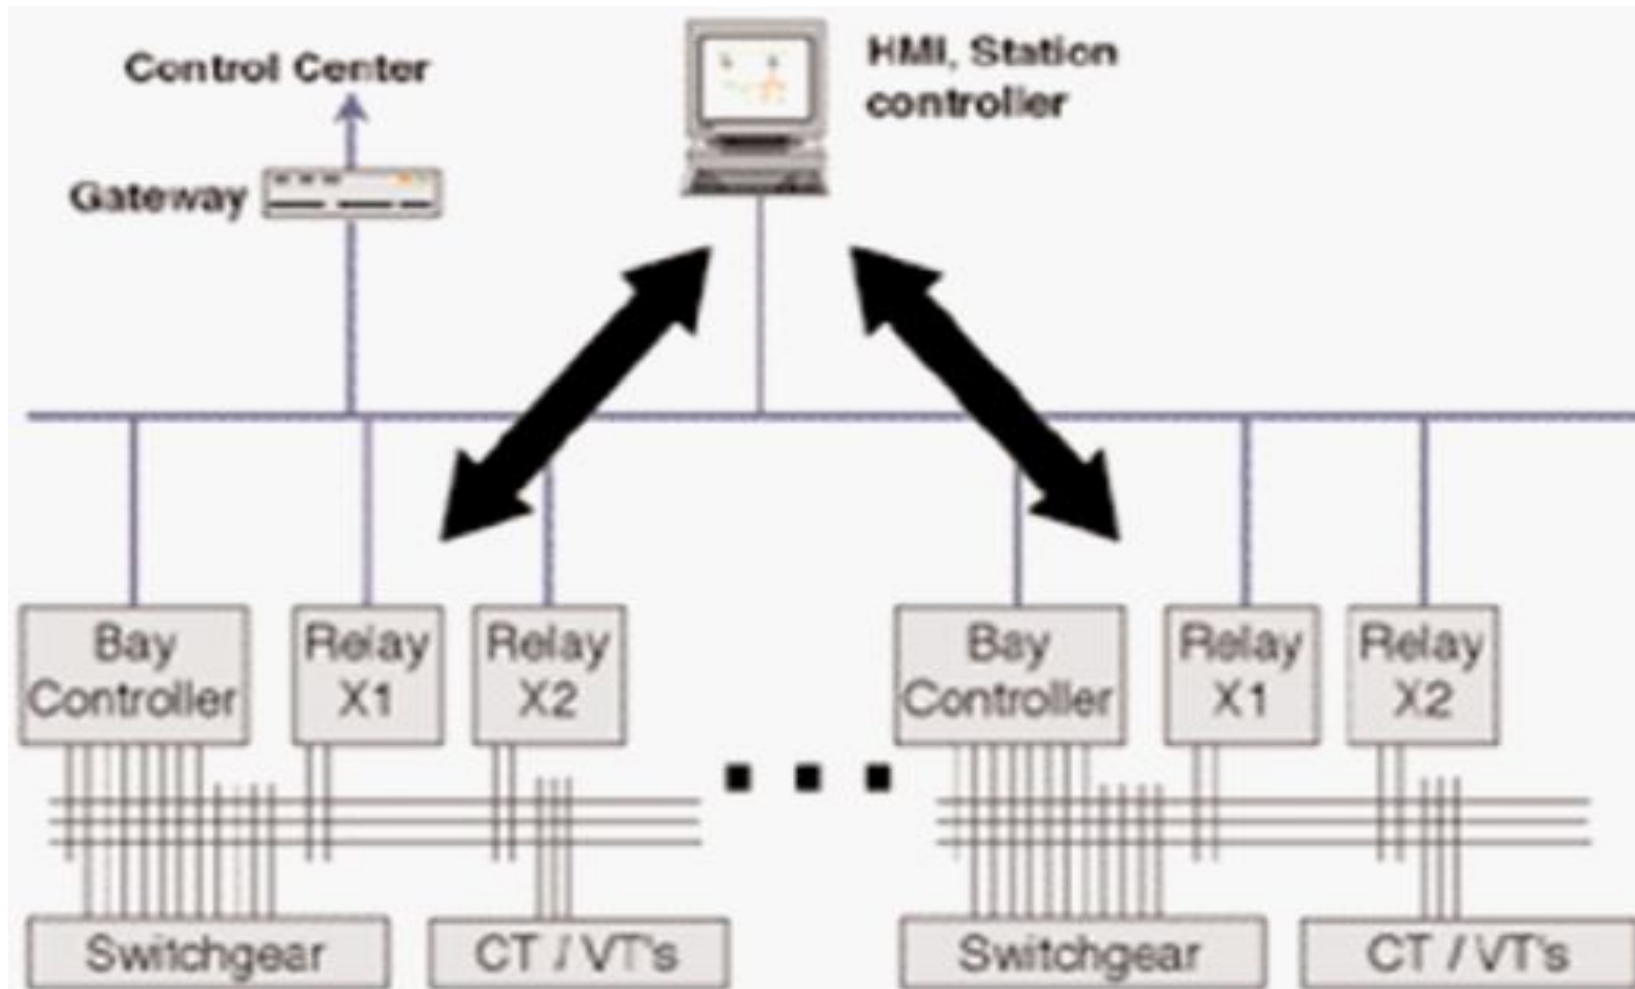 Control Center
HMI, Station
controller
Gateway
Bay
Controller
Relay
X1
Relay
X2
Bay
Controller
Relay
X1
Relay
X2
Switchgear
CT / VT's
Switchgear
CT / VT's